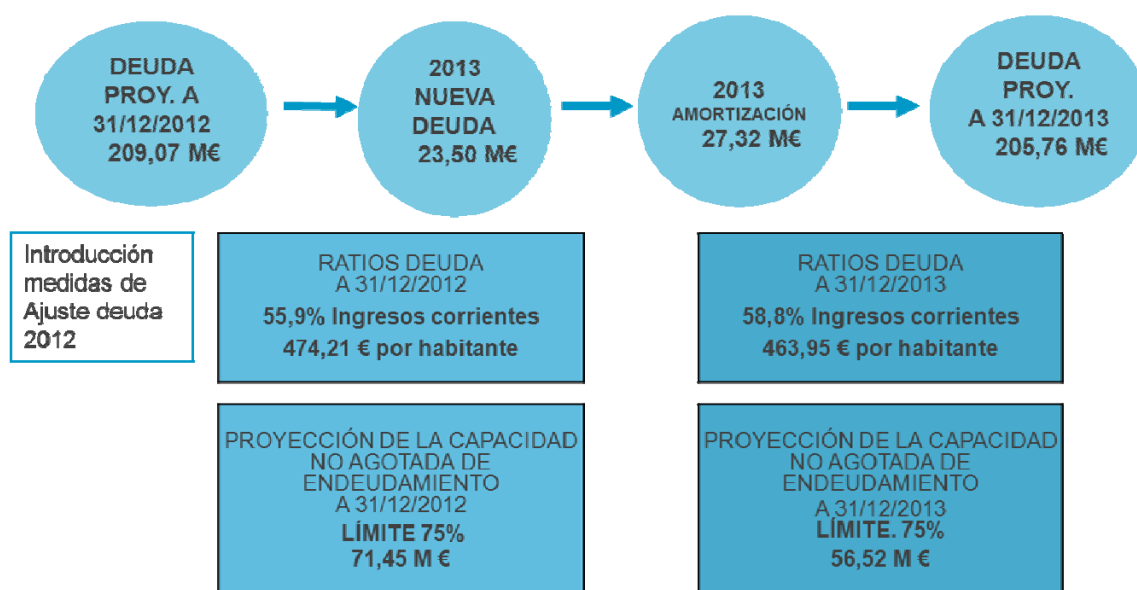 DEUDA
PROY. A
31/12/2012
209,07 M€
2013
NUEVA
DEUDA
23,50 M€
2013
AMORTIZACIÓN
27,32 M€
DEUDA
PROY.
A 31/12/2013
205,76 M€
Introducción
medidas de
Ajuste deuda
2012
RATIOS DEUDA
A 31/12/2012
55,9% Ingresos corrientes
474,21 € por habitante
RATIOS DEUDA
A 31/12/2013
58,8% Ingresos corrientes
463,95 € por habitante
PROYECCIÓN DE LA CAPACIDAD
NO AGOTADA DE
ENDEUDAMIENTO
A 31/12/2012
LÍMITE 75%
71,45 M €
PROYECCIÓN DE LA CAPACIDAD
NO AGOTADA DE
ENDEUDAMIENTO
A 31/12/2013
LÍMITE. 75%
56,52 M €